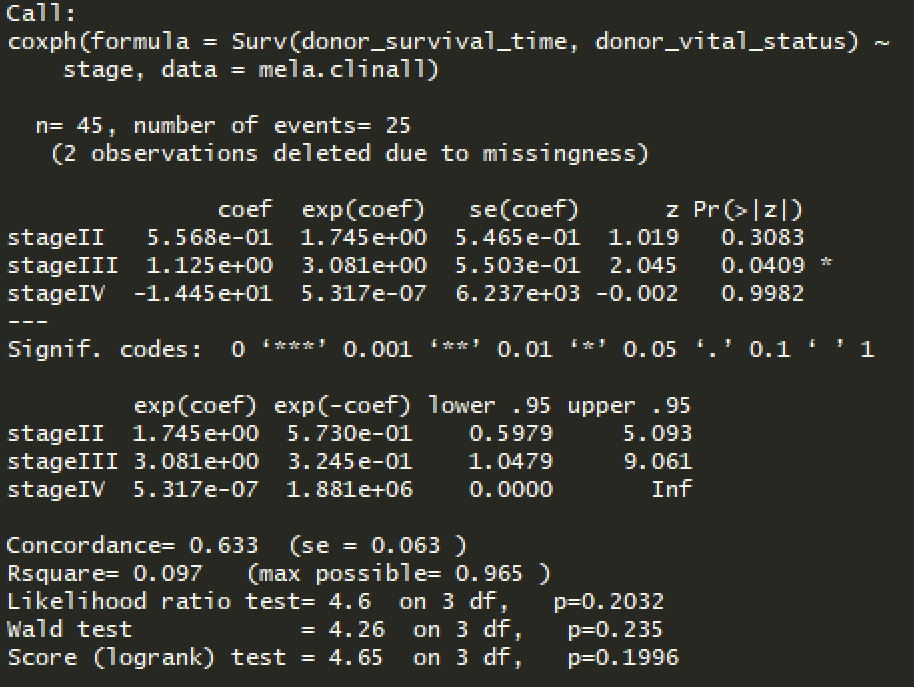 Call:
coxph(formula = Surv(donor_survival_time, donor_vital_status) ~
    stage, data = mela.clinall)

  n= 45, number of events= 25
   (2 observations deleted due to missingness)

               coef  exp(coef)   se(coef)      z Pr(>|z|)
stageII   5.568e-01  1.745e+00  5.465e-01  1.019   0.3083
stageIII  1.125e+00  3.081e+00  5.503e-01  2.045   0.0409 *
stageIV  -1.445e+01  5.317e-07  6.237e+03 -0.002   0.9982
---
Signif. codes:  0 ‘***’ 0.001 ‘**’ 0.01 ‘*’ 0.05 ‘.’ 0.1 ‘ ’ 1

         exp(coef) exp(-coef) lower .95 upper .95
stageII  1.745e+00  5.730e-01    0.5979     5.093
stageIII 3.081e+00  3.245e-01    1.0479     9.061
stageIV  5.317e-07  1.881e+06    0.0000       Inf

Concordance= 0.633  (se = 0.063 )
Rsquare= 0.097   (max possible= 0.965 )
Likelihood ratio test= 4.6  on 3 df,   p=0.2032
Wald test            = 4.26  on 3 df,   p=0.235
Score (logrank) test = 4.65  on 3 df,   p=0.1996